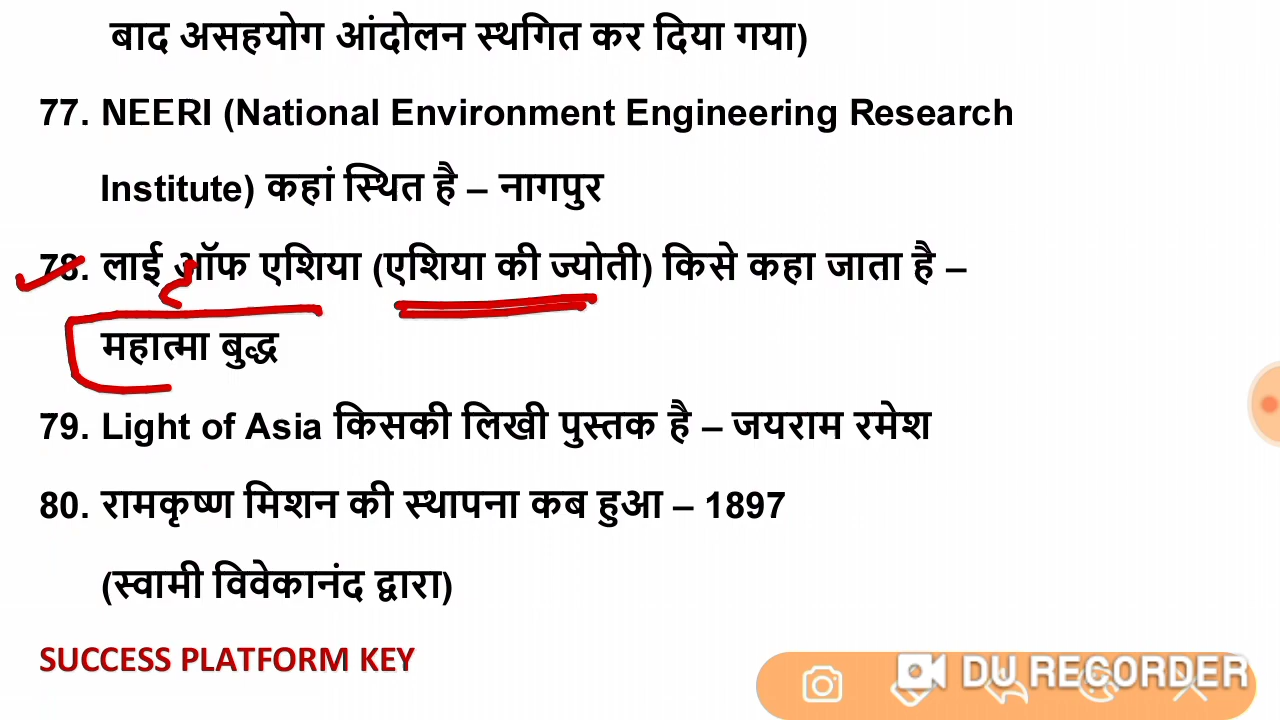 बाद असहयोग आंदोलन स्थगित कर दिया गया)
77. NEERI (National Environment Engineering Research
Institute) कहां स्थित है – नागपुर
78. लाई ऑफ एशिया (एशिया की ज्योती) किसे कहा जाता है –
महात्मा बुद्ध
79. Light of Asia किसकी लिखी पुस्तक है – जयराम रमेश
80. रामकृष्ण मिशन की स्थापना कब हुआ – 1897
(स्वामी विवेकानंद द्वारा)
SUCCESS PLATFORM KEY
DU RECORDER